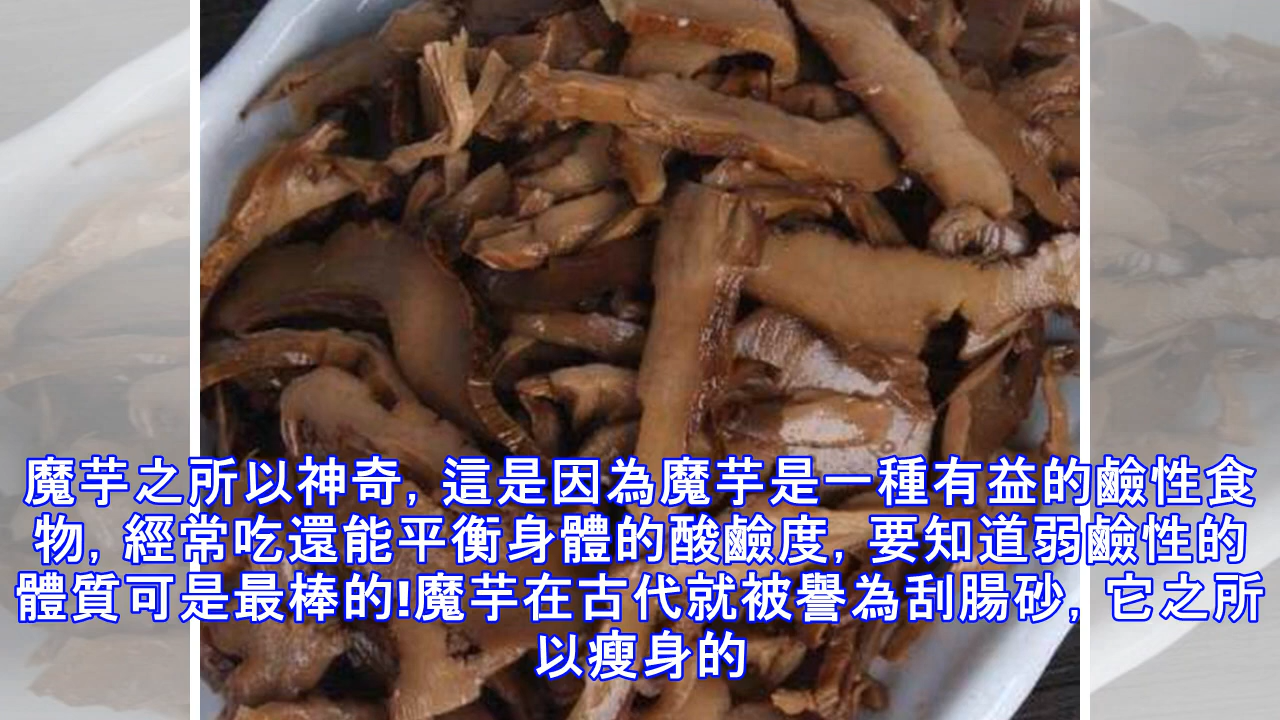 魔芋之所以神奇, 這是因為魔芋是一種有益的鹼性食
物, 經常吃還能平衡身體的酸鹼度, 要知道弱鹼性的
體質可是最棒的!魔芋在古代就被譽為刮腸砂, 它之所
以瘦身的